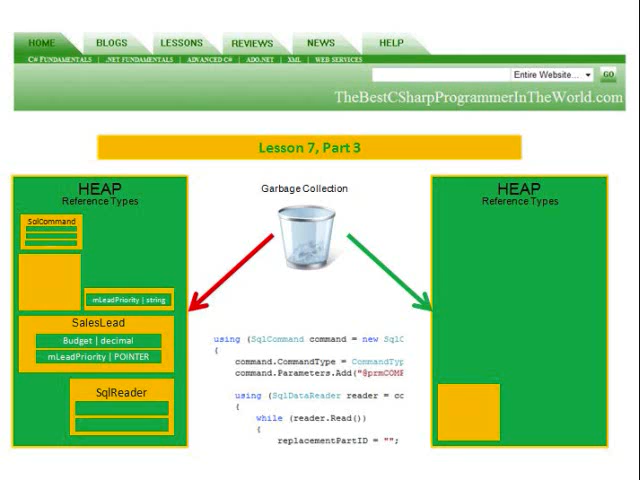 HOME BLOGS LESSONS REVIEWS NEWS HELP
C# FUNDAMENTALS | .NET FUNDAMENTALS | ADVANCED C# | ADO.NET | XML | WEB SERVICES
Entire Website... GO
TheBestCSharpProgrammerInTheWorld.com
Lesson 7, Part 3
HEAP
Reference Types
SqlCommand
mLeadPriority | string
SalesLead
Budget | decimal
mLeadPriority | POINTER
SqlReader
Garbage Collection
using (SqlCommand command = new SqlC
{
command.CommandType = CommandTyp
command.Parameters.Add("@prmCOMP
using (SqlDataReader reader = co
{
while (reader.Read())
{
replacementPartID = "";
HEAP
Reference Types